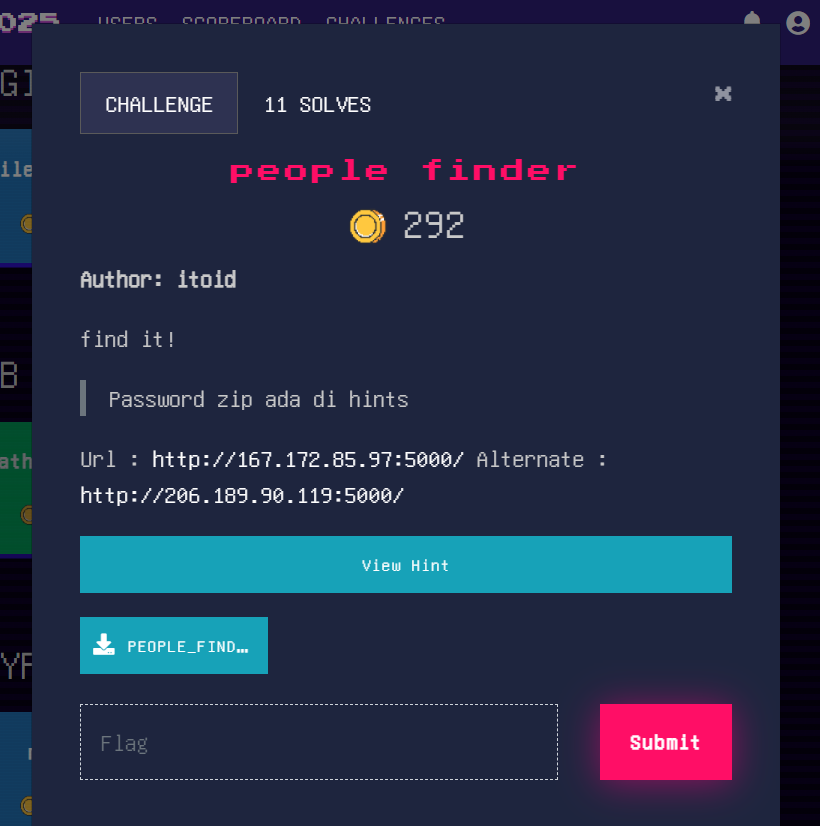 025 USERS SCOREBOARD CHALLENGES
CHALLENGE 11 SOLVES ×
people finder
292
Author: itoid
find it!
Password zip ada di hints
Url : http://167.172.85.97:5000/ Alternate :
http://206.189.90.119:5000/
View Hint
PEOPLE_FIND…
Flag
Submit